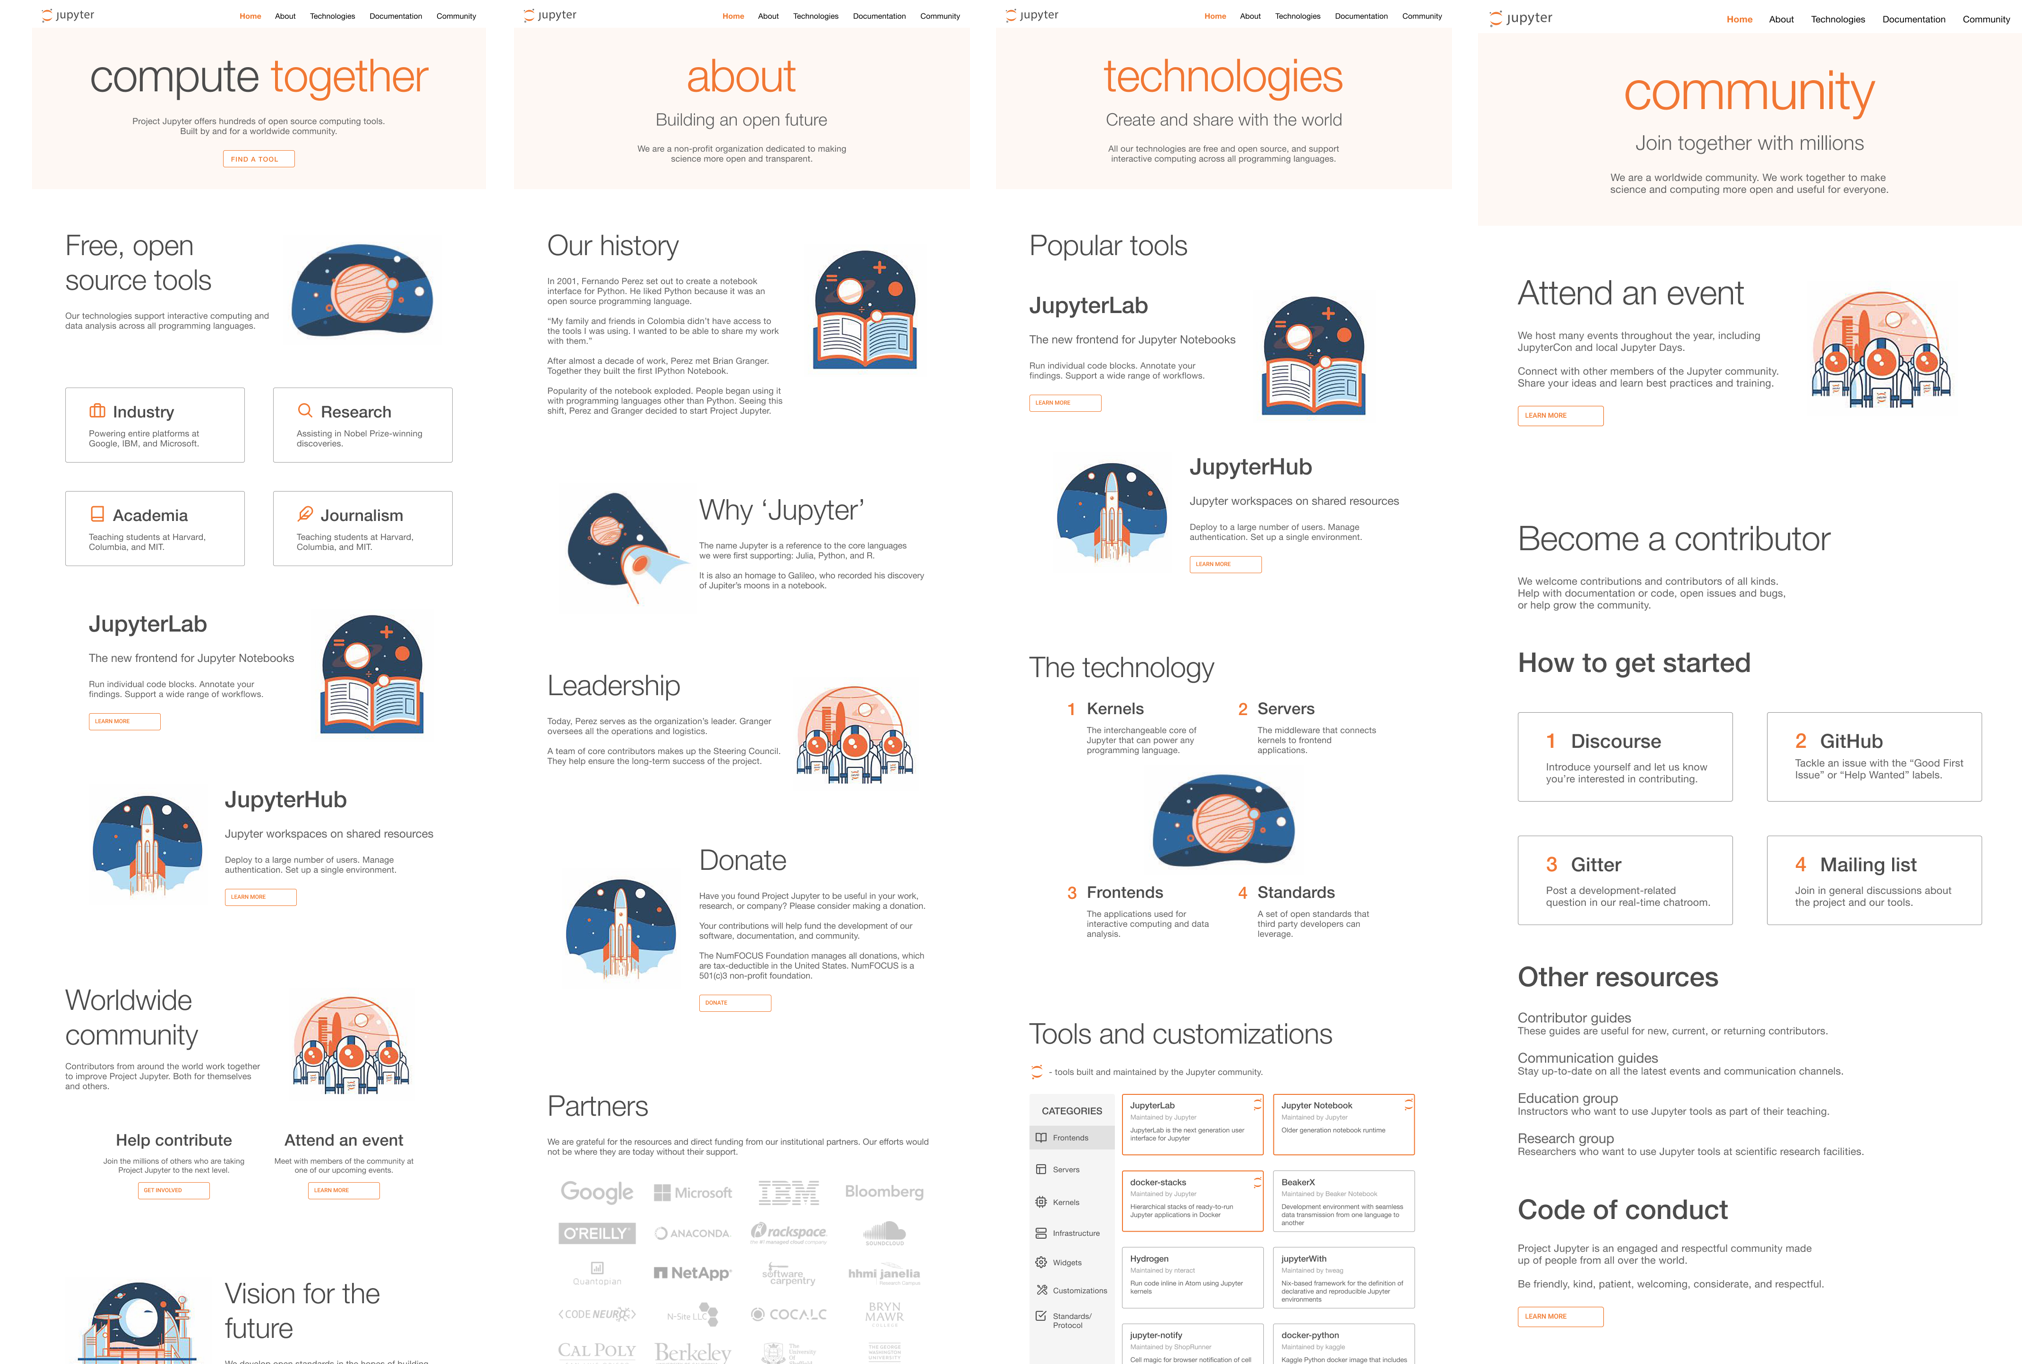 jupyter
Home About Technologies Documentation Community
compute together
Project Jupyter offers hundreds of open source computing tools.
Built by and for a worldwide community.
FIND A TOOL
Free, open
source tools
Our technologies support interactive computing and
data analysis across all programming languages.
Industry
Powering entire platforms at
Google, IBM, and Microsoft.
Research
Assisting in Nobel Prize-winning
discoveries.
Academia
Teaching students at Harvard,
Columbia, and MIT.
Journalism
Teaching students at Harvard,
Columbia, and MIT.
JupyterLab
The new frontend for Jupyter Notebooks
Run individual code blocks. Annotate your
findings. Support a wide range of workflows.
LEARN MORE
JupyterHub
Jupyter workspaces on shared resources
Deploy to a large number of users. Manage
authentication. Set up a single environment.
LEARN MORE
Worldwide
community
Contributors from around the world work together
to improve Project Jupyter. Both for themselves
and others.
Help contribute
Join the millions of others who are taking
Project Jupyter to the next level.
GET INVOLVED
Attend an event
Meet with members of the community at
one of our upcoming events.
LEARN MORE
Vision for the
future
We develop open standards in the hopes of building
jupyter
Home About Technologies Documentation Community
about
Building an open future
We are a non-profit organization dedicated to making
science more open and transparent.
Our history
In 2001, Fernando Perez set out to create a notebook
interface for Python. He liked Python because it was an
open source programming language.
“My family and friends in Colombia didn’t have access to
the tools I was using. I wanted to be able to share my work
with them.”
After almost a decade of work, Perez met Brian Granger.
Together they built the first IPython Notebook.
Popularity of the notebook exploded. People began using it
with programming languages other than Python. Seeing this
shift, Perez and Granger decided to start Project Jupyter.
Why ‘Jupyter’
The name Jupyter is a reference to the core languages
we were first supporting: Julia, Python, and R.
It is also an homage to Galileo, who recorded his discovery
of Jupiter’s moons in a notebook.
Leadership
Today, Perez serves as the organization’s leader. Granger
oversees all the operations and logistics.
A team of core contributors makes up the Steering Council.
They help ensure the long-term success of the project.
Donate
Have you found Project Jupyter to be useful in your work,
research, or company? Please consider making a donation.
Your contributions will help fund the development of our
software, documentation, and community.
The NumFOCUS Foundation manages all donations, which
are tax-deductible in the United States. NumFOCUS is a
501(c)3 non-profit foundation.
DONATE
Partners
We are grateful for the resources and direct funding from our institutional partners. Our efforts would
not be where they are today without their support.
Google Microsoft IBM Bloomberg
O'REILLY ANACONDA rackspace SOUNDCLOUD
the #1 managed cloud company
Quantopian NetApp software carpentry hhmi janelia
Research Campus
<CODE NEURO> N-Site LLC COCALC BRYN
MAWR
COLLEGE
CAL POLY Berkeley The
University
Of
Sheffield THE GEORGE
WASHINGTON
UNIVERSITY
jupyter
Home About Technologies Documentation Community
technologies
Create and share with the world
All our technologies are free and open source, and support
interactive computing across all programming languages.
Popular tools
JupyterLab
The new frontend for Jupyter Notebooks
Run individual code blocks. Annotate your
findings. Support a wide range of workflows.
LEARN MORE
JupyterHub
Jupyter workspaces on shared resources
Deploy to a large number of users. Manage
authentication. Set up a single environment.
LEARN MORE
The technology
1 Kernels
The interchangeable core of
Jupyter that can power any
programming language.
2 Servers
The middleware that connects
kernels to frontend
applications.
3 Frontends
The applications used for
interactive computing and data
analysis.
4 Standards
A set of open standards that
third party developers can
leverage.
Tools and customizations
- tools built and maintained by the Jupyter community.
CATEGORIES
Frontends
Servers
Kernels
Infrastructure
Widgets
Customizations
Standards/
Protocol
JupyterLab
Maintained by Jupyter
JupyterLab is the next generation user
interface for Jupyter
Jupyter Notebook
Maintained by Jupyter
Older generation notebook runtime
docker-stacks
Maintained by Jupyter
Hierarchical stacks of ready-to-run
Jupyter applications in Docker
BeakerX
Maintained by Beaker Notebook
Development environment with seamless
data transmission from one language to
another
Hydrogen
Maintained by nteract
Run code inline in Atom using Jupyter
kernels
jupyterWith
Maintained by tweag
Nix-based framework for the definition of
declarative and reproducible Jupyter
environments
jupyter-notify
Maintained by ShopRunner
Cell magic for browser notification of cell
docker-python
Maintained by kaggle
Kaggle Python docker image that includes
jupyter
Home About Technologies Documentation Community
community
Join together with millions
We are a worldwide community. We work together to make
science and computing more open and useful for everyone.
Attend an event
We host many events throughout the year, including
JupyterCon and local Jupyter Days.
Connect with other members of the Jupyter community.
Share your ideas and learn best practices and training.
LEARN MORE
Become a contributor
We welcome contributions and contributors of all kinds.
Help with documentation or code, open issues and bugs,
or help grow the community.
How to get started
1 Discourse
Introduce yourself and let us know
you’re interested in contributing.
2 GitHub
Tackle an issue with the “Good First
Issue” or “Help Wanted” labels.
3 Gitter
Post a development-related
question in our real-time chatroom.
4 Mailing list
Join in general discussions about
the project and our tools.
Other resources
Contributor guides
These guides are useful for new, current, or returning contributors.
Communication guides
Stay up-to-date on all the latest events and communication channels.
Education group
Instructors who want to use Jupyter tools as part of their teaching.
Research group
Researchers who want to use Jupyter tools at scientific research facilities.
Code of conduct
Project Jupyter is an engaged and respectful community made
up of people from all over the world.
Be friendly, kind, patient, welcoming, considerate, and respectful.
LEARN MORE